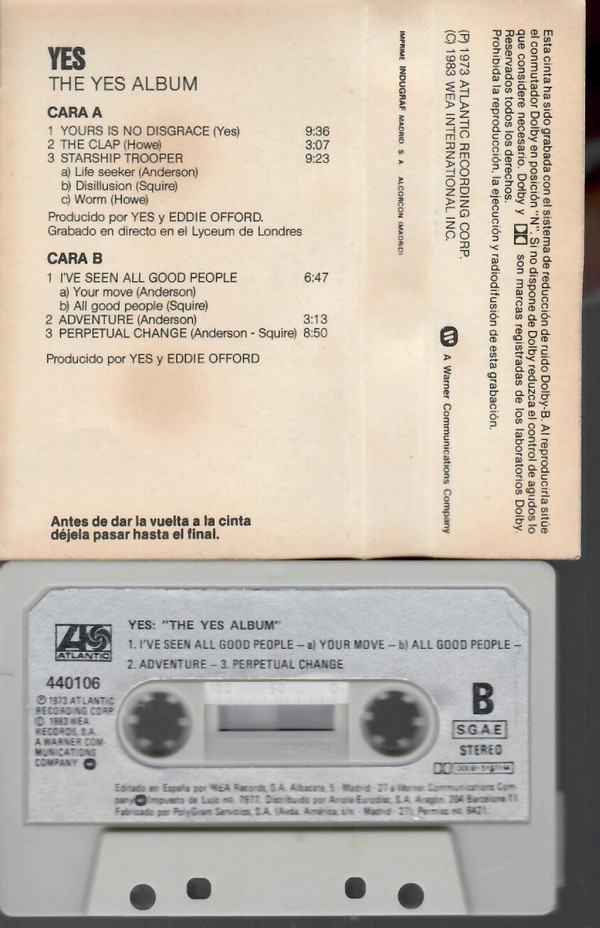 YES
THE YES ALBUM
CARA A
1 YOURS IS NO DISGRACE (Yes) 9:36
2 THE CLAP (Howe) 3:07
3 STARSHIP TROOPER 9:23
a) Life seeker (Anderson)
b) Disillusion (Squire)
c) Worm (Howe)
Producido por YES y EDDIE OFFORD.
Grabado en directo en el Lyceum de Londres
CARA B
1 I'VE SEEN ALL GOOD PEOPLE 6:47
a) Your move (Anderson)
b) All good people (Squire)
2 ADVENTURE (Anderson) 3:13
3 PERPETUAL CHANGE (Anderson - Squire) 8:50
Producido por YES y EDDIE OFFORD
Antes de dar la vuelta a la cinta
déjela pasar hasta el final.
IMPRIME INDUGRAF MADRID S A ALCORCON (MADRID)
(P) 1973 ATLANTIC RECORDING CORP.
(C) 1983 WEA INTERNATIONAL INC.
A Warner Communications Company
Esta cinta ha sido grabada con el sistema de reducción de ruido Dolby-B. Al reproducirla sitúe
el conmutador Dolby en posición "N". Si no dispone de Dolby reduzca el control de agudos lo
que considere necesario. Dolby y son marcas registradas de los laboratorios Dolby.
Reservados todos los derechos.
Prohibida la reproducción, la ejecución y radiodifusión de esta grabación.
ATLANTIC
YES: "THE YES ALBUM"
1. I'VE SEEN ALL GOOD PEOPLE – a) YOUR MOVE – b) ALL GOOD PEOPLE –
2. ADVENTURE – 3. PERPETUAL CHANGE
440106
Ⓟ 1973 ATLANTIC
RECORDING CORP
© 1983 WEA
RECORDS, S.A.
A WARNER COM-
MUNICATIONS
COMPANY
100 50 0
B
S.G.A.E
STEREO
DOLBY SYSTEM
Editado en España por WEA Records, S.A. Albacete, 5 - Madrid - 27 a Warner Communications Com
pany Impuesto de Lujo no. 7977. Distribuido por Ariola-Eurodisc, S.A. Aragón, 204 Barcelona 11
Fabricado por PolyGram Servicios, S.A. (Avda. América, s/n - Madrid - 27) Permiso no. 8421.